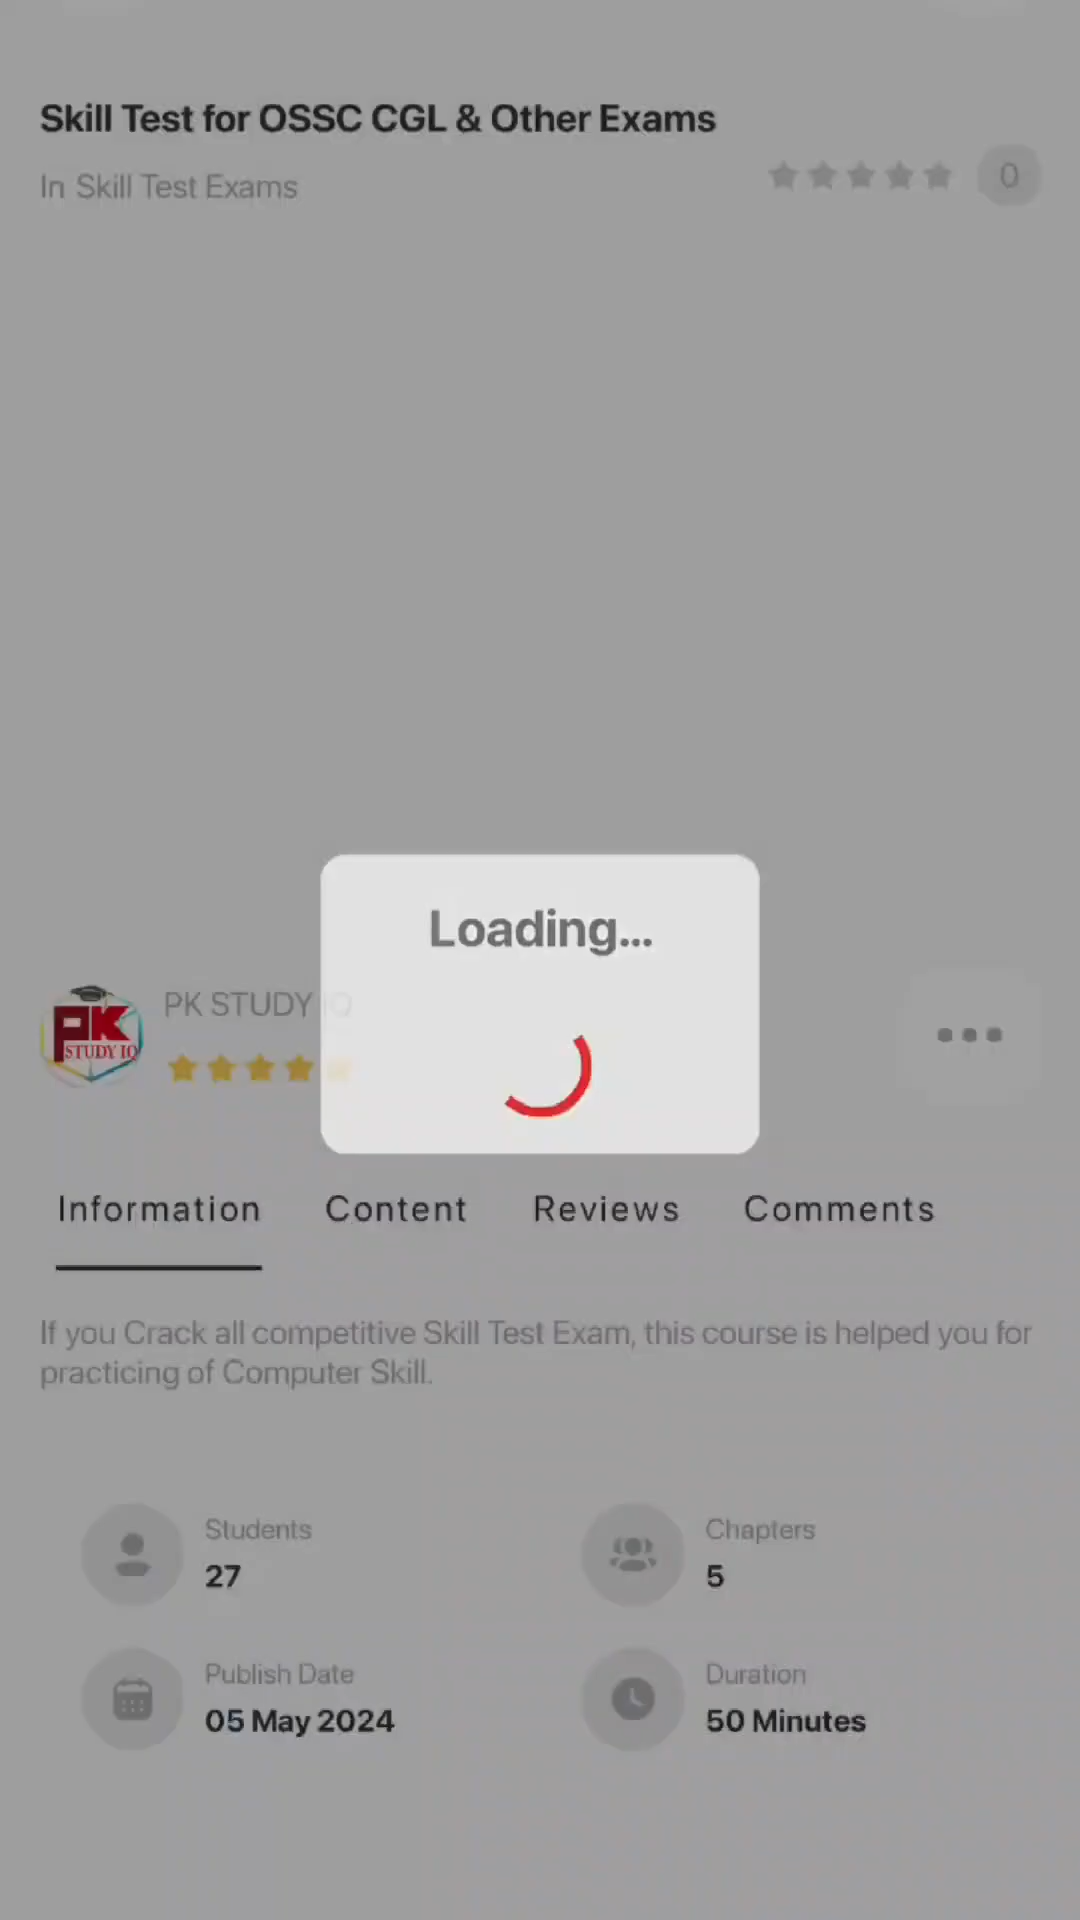 Skill Test for OSSC CGL & Other Exams
In Skill Test Exams
0
Loading...
PK STUDY IQ
PK
STUDY IQ
Information Content Reviews Comments
If you Crack all competitive Skill Test Exam, this course is helped you for
practicing of Computer Skill.
Students
27
Chapters
5
Publish Date
05 May 2024
Duration
50 Minutes